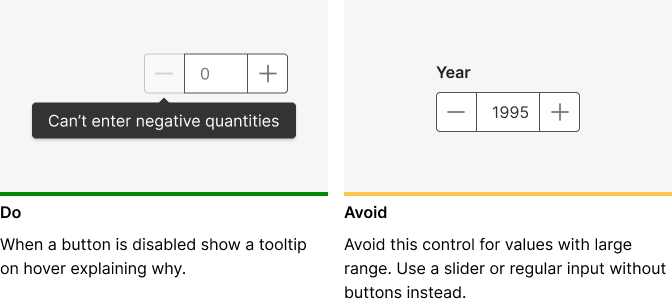 0
Can’t enter negative quantities
Do
When a button is disabled show a tooltip
on hover explaining why.
Year
1995
Avoid
Avoid this control for values with large
range. Use a slider or regular input without
buttons instead.